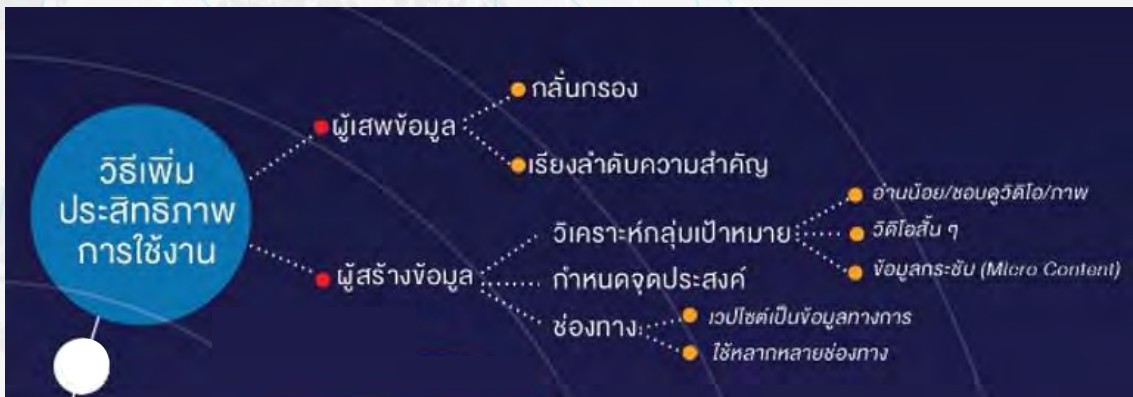 วิธีเพิ่ม
ประสิทธิภาพ
การใช้งาน
ผู้เสพข้อมูล
กลั่นกรอง
เรียงลำดับความสำคัญ
ผู้สร้างข้อมูล
วิเคราะห์กลุ่มเป้าหมาย
อ่านน้อย/ชอบดูวิดิโอ/ภาพ
วิดิโอสั้น ๆ
ข้อมูลกระชับ (Micro Content)
กำหนดจุดประสงค์
ช่องทาง
เวปไซต์เป็นข้อมูลทางการ
ใช้หลากหลายช่องทาง